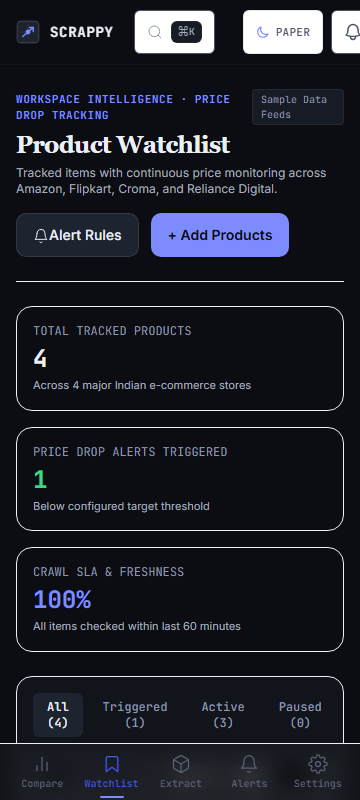 SCRAPPY
⌘K
PAPER
WORKSPACE INTELLIGENCE · PRICE
DROP TRACKING
Sample Data
Feeds
Product Watchlist
Tracked items with continuous price monitoring across
Amazon, Flipkart, Croma, and Reliance Digital.
Alert Rules
+ Add Products
TOTAL TRACKED PRODUCTS
4
Across 4 major Indian e-commerce stores
PRICE DROP ALERTS TRIGGERED
1
Below configured target threshold
CRAWL SLA & FRESHNESS
100%
All items checked within last 60 minutes
All
(4)
Triggered
(1)
Active
(3)
Paused
(0)
Compare
Watchlist
Extract
Alerts
Settings